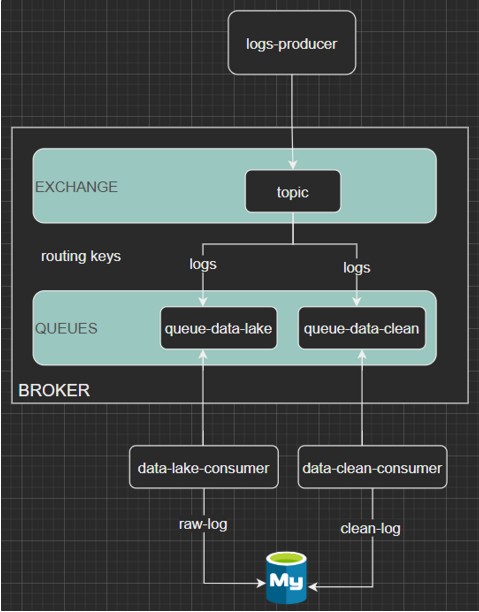 logs-producer
EXCHANGE
topic
routing keys
logs
logs
QUEUES
queue-data-lake
queue-data-clean
BROKER
data-lake-consumer
data-clean-consumer
raw-log
clean-log
My